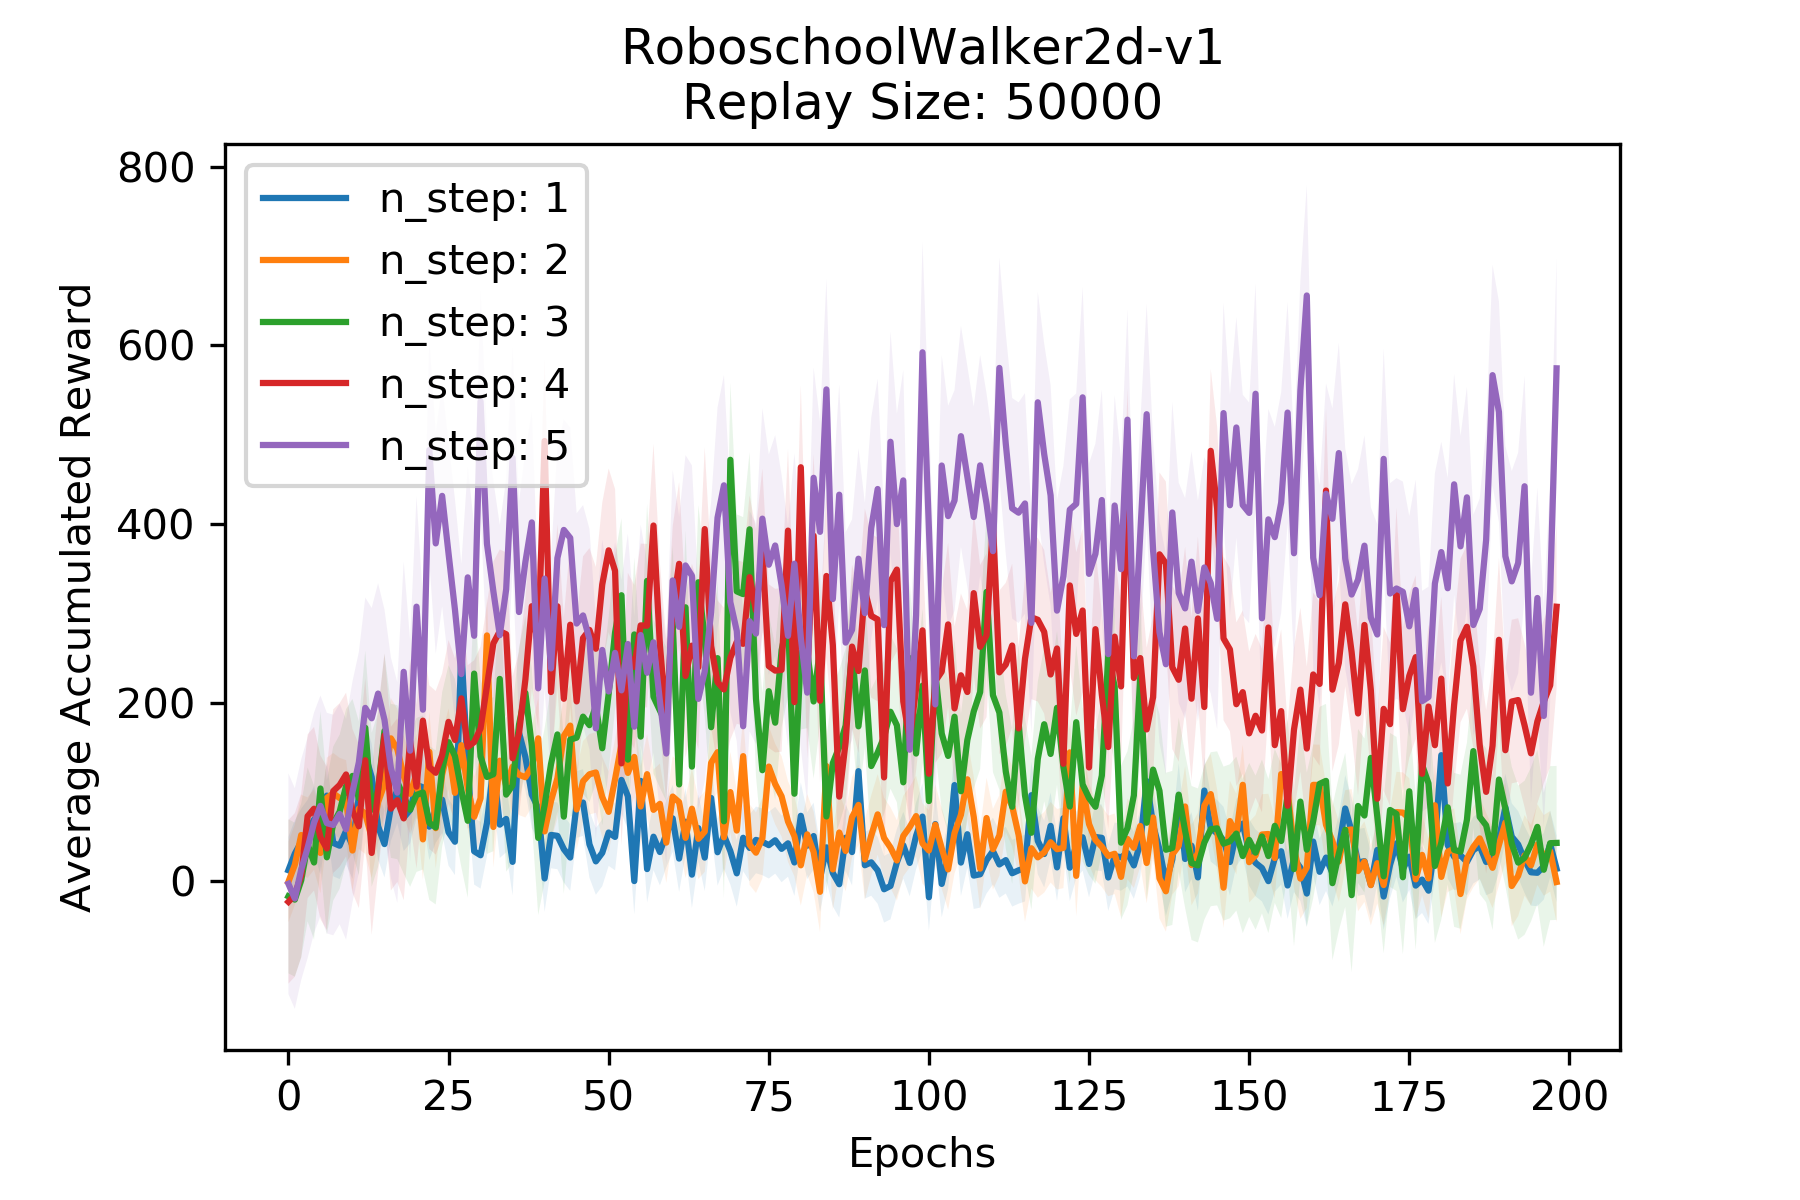 RoboschoolWalker2d-v1
Replay Size: 50000
800
600
400
200
0
Average Accumulated Reward
n_step: 1
n_step: 2
n_step: 3
n_step: 4
n_step: 5
0 25 50 75 100 125 150 175 200
Epochs